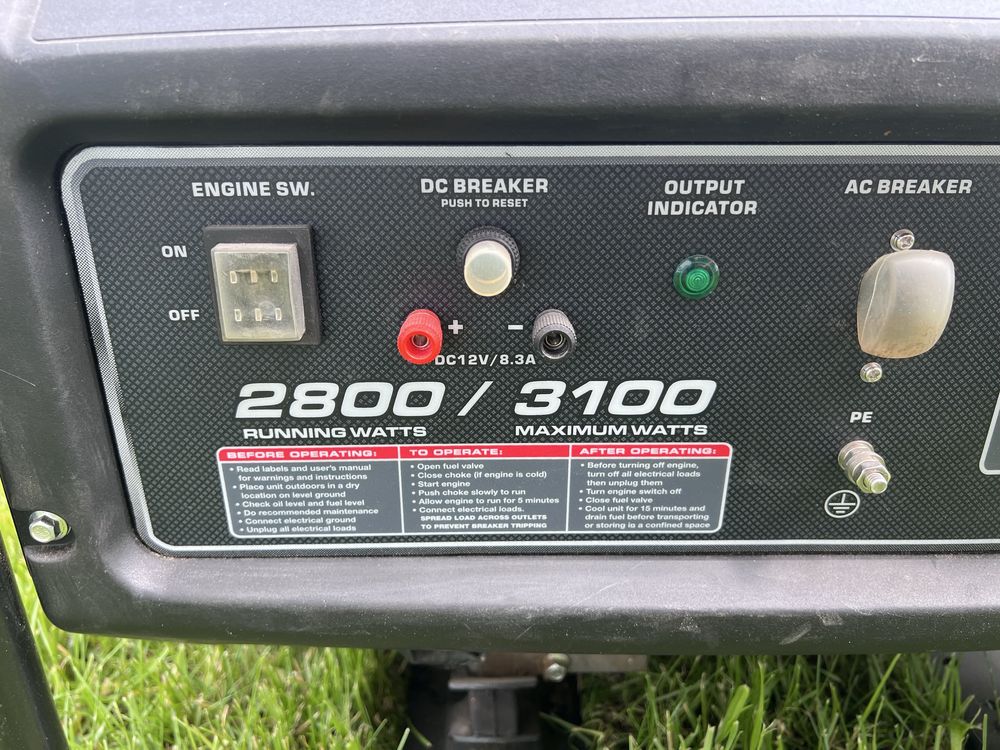 ENGINE SW.
ON
OFF
DC BREAKER
PUSH TO RESET
+ −
DC12V/8.3A
OUTPUT
INDICATOR
AC BREAKER
PE
2800 / 3100
RUNNING WATTS MAXIMUM WATTS
BEFORE OPERATING:
• Read labels and user's manual
for warnings and instructions
• Place unit outdoors in a dry
location on level ground
• Check oil level and fuel level
• Do recommended maintenance
• Connect electrical ground
• Unplug all electrical loads
TO OPERATE:
• Open fuel valve
• Close choke (if engine is cold)
• Start engine
• Push choke slowly to run
• Allow engine to run for 5 minutes
• Connect electrical loads.
SPREAD LOAD ACROSS OUTLETS
TO PREVENT BREAKER TRIPPING
AFTER OPERATING:
• Before turning off engine,
turn off all electrical loads
then unplug them
• Turn engine switch off
• Close fuel valve
• Cool unit for 15 minutes and
drain fuel before transporting
or storing is a confined space